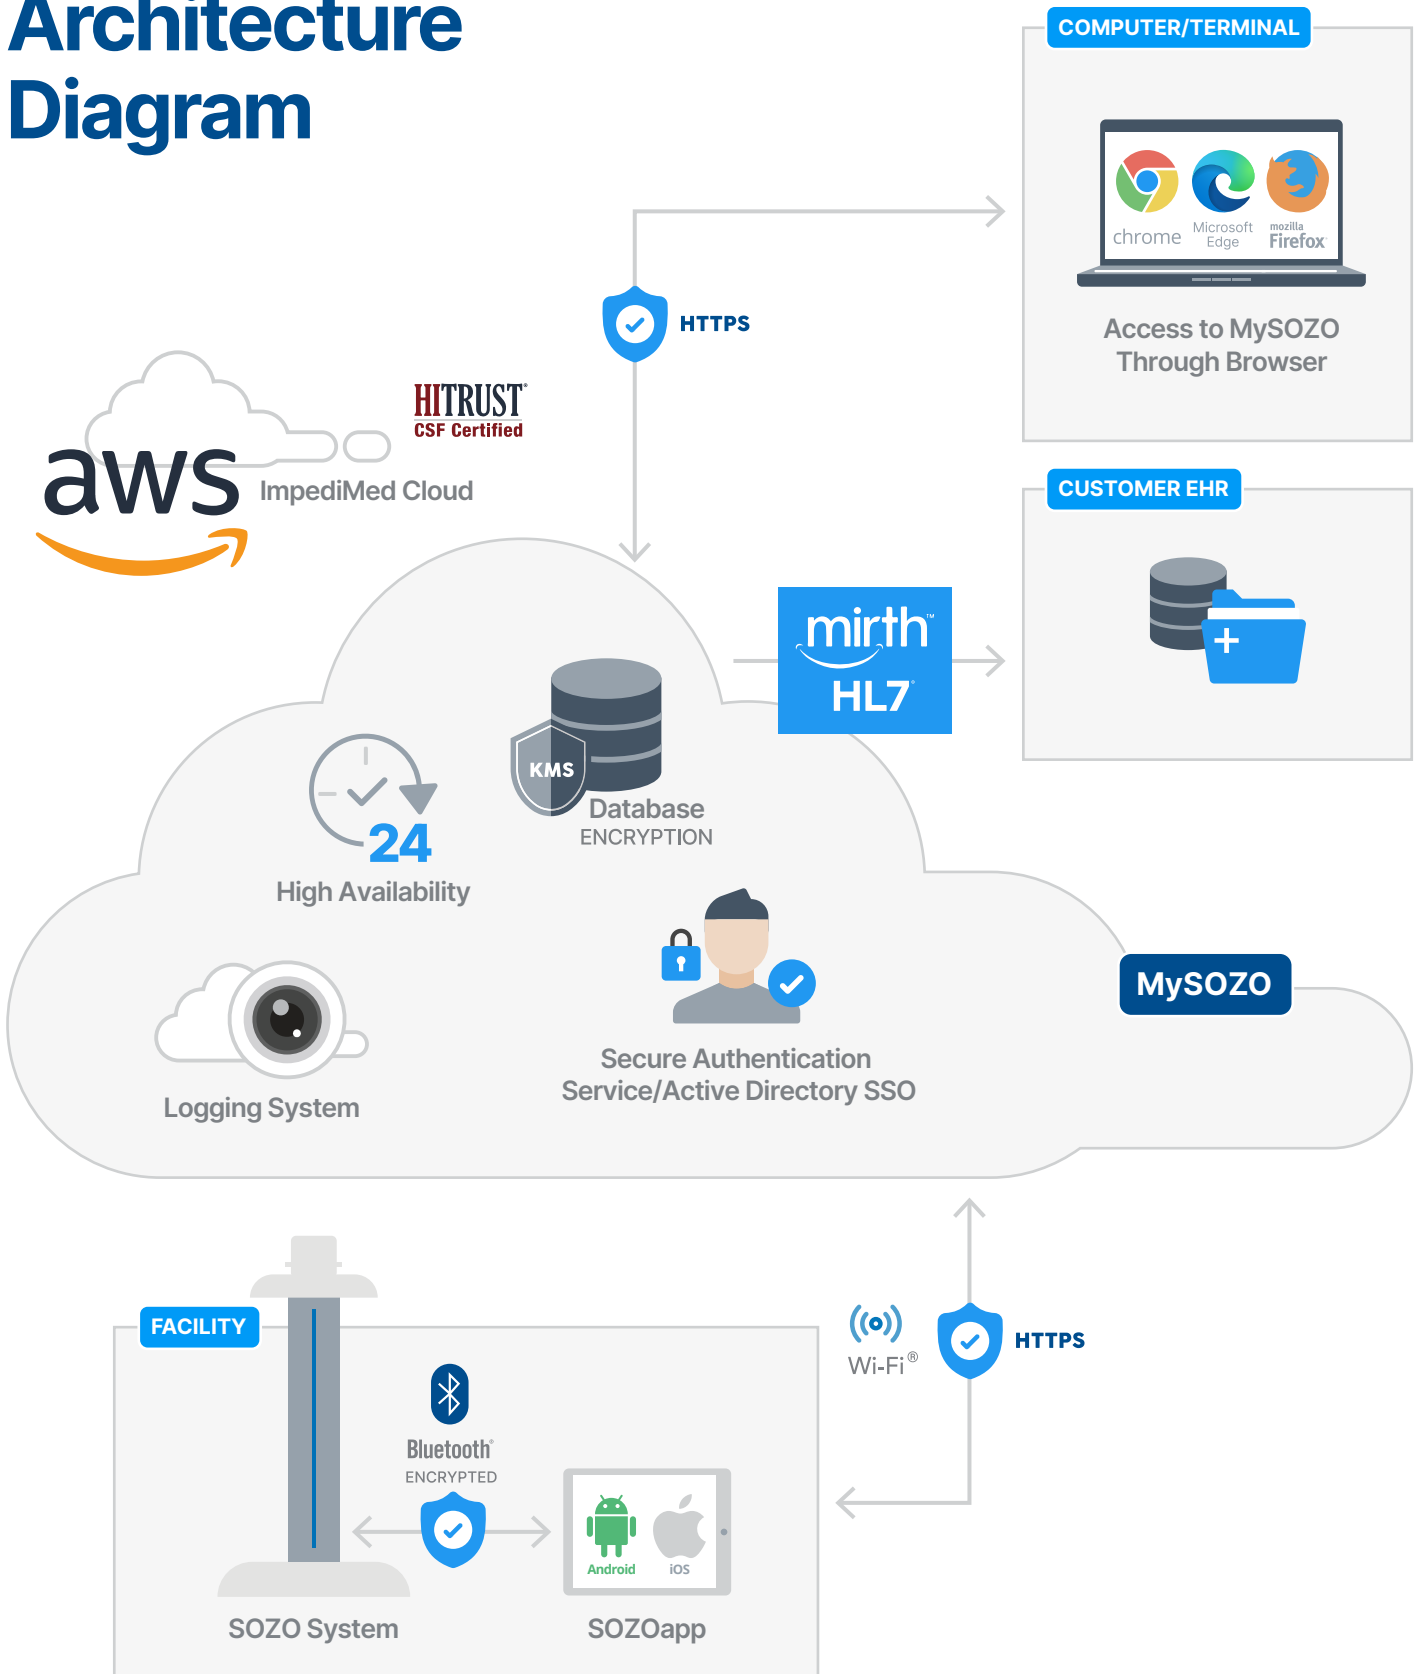 Architecture
Diagram
COMPUTER/TERMINAL
chrome
Microsoft
Edge
mozilla
Firefox
HTTPS
Access to MySOZO
Through Browser
HITRUST®
CSF Certified
aws
ImpediMed Cloud
CUSTOMER EHR
mirth™
HL7®
KMS
Database
ENCRYPTION
24
High Availability
MySOZO
Secure Authentication
Service/Active Directory SSO
Logging System
FACILITY
Wi-Fi®
HTTPS
Bluetooth®
ENCRYPTED
Android
iOS
SOZO System
SOZOapp